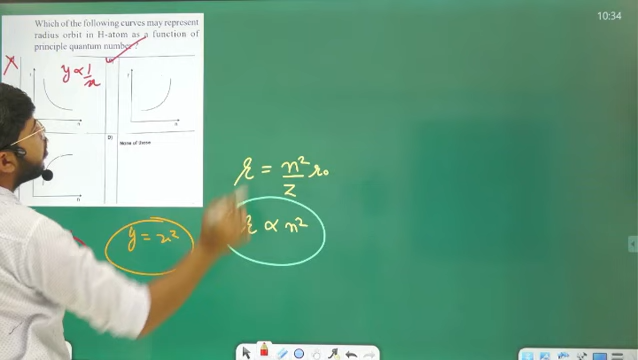 10:34
Which of the following curves may represent
radius orbit in H-atom as a function of
principle quantum number ?
y ∝ 1/x
r
r
n
n
D)
None of these
n
r = n²/Z r₀
r ∝ n²
y = x²